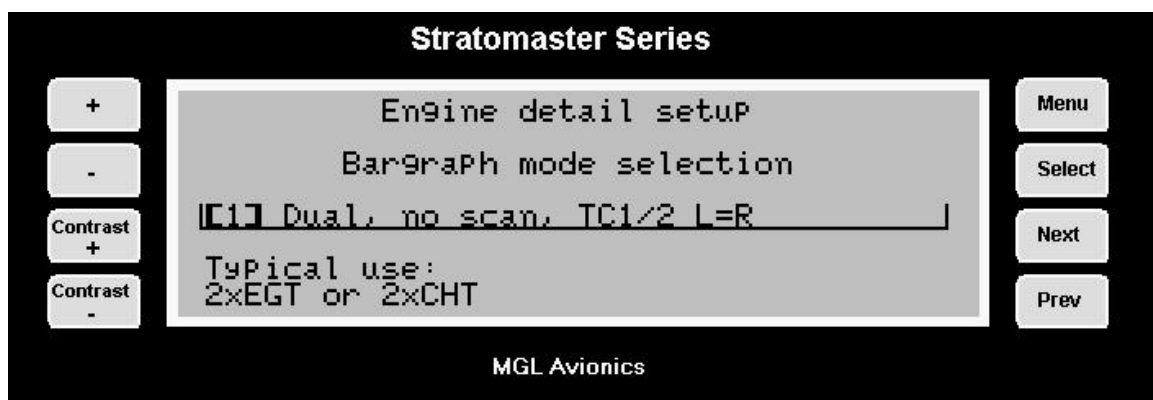 Stratomaster Series
+
-
Contrast
+
Contrast
-
Engine detail setup
Bargraph mode selection
[1] Dual, no scan, TC1/2 L=R
Typical use:
2xEGT or 2xCHT
Menu
Select
Next
Prev
MGL Avionics